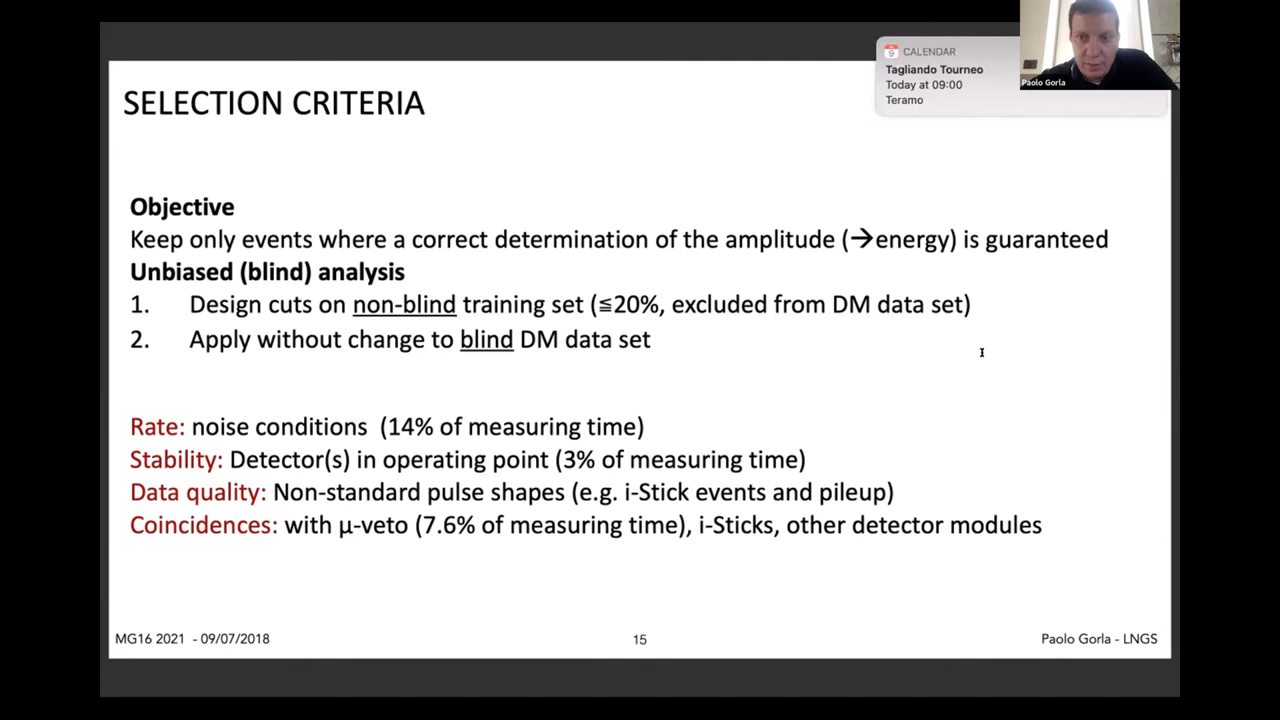 CALENDAR
9
Tagliando Tourneo
Today at 09:00
Teramo
Paolo Gorla
SELECTION CRITERIA
Objective
Keep only events where a correct determination of the amplitude (→energy) is guaranteed
Unbiased (blind) analysis
1. Design cuts on non-blind training set (≦20%, excluded from DM data set)
2. Apply without change to blind DM data set
Rate: noise conditions (14% of measuring time)
Stability: Detector(s) in operating point (3% of measuring time)
Data quality: Non-standard pulse shapes (e.g. i-Stick events and pileup)
Coincidences: with μ-veto (7.6% of measuring time), i-Sticks, other detector modules
MG16 2021 - 09/07/2018
15
Paolo Gorla - LNGS